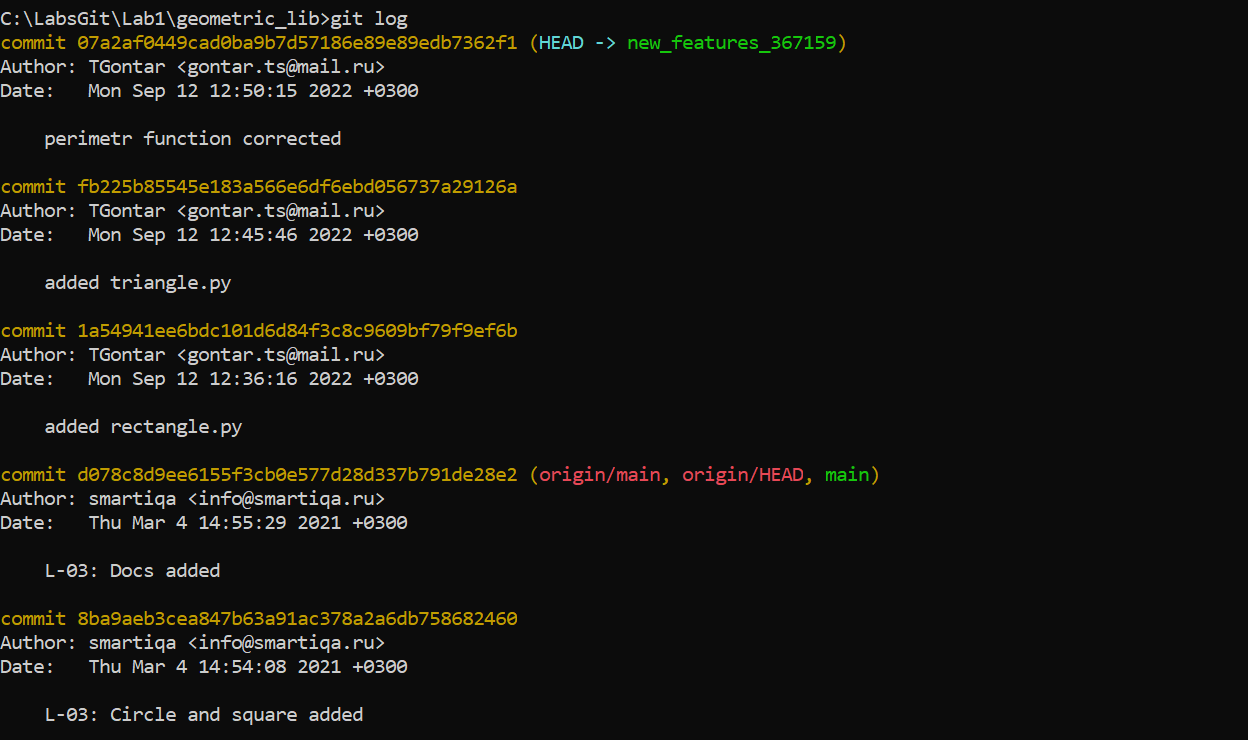 C:\LabsGit\Lab1\geometric_lib>git log
commit 07a2af0449cad0ba9b7d57186e89e89edb7362f1 (HEAD -> new_features_367159)
Author: TGontar <gontar.ts@mail.ru>
Date:   Mon Sep 12 12:50:15 2022 +0300
    perimetr function corrected
commit fb225b85545e183a566e6df6ebd056737a29126a
Author: TGontar <gontar.ts@mail.ru>
Date:   Mon Sep 12 12:45:46 2022 +0300
    added triangle.py
commit 1a54941ee6bdc101d6d84f3c8c9609bf79f9ef6b
Author: TGontar <gontar.ts@mail.ru>
Date:   Mon Sep 12 12:36:16 2022 +0300
    added rectangle.py
commit d078c8d9ee6155f3cb0e577d28d337b791de28e2 (origin/main, origin/HEAD, main)
Author: smartiqa <info@smartiqa.ru>
Date:   Thu Mar 4 14:55:29 2021 +0300
    L-03: Docs added
commit 8ba9aeb3cea847b63a91ac378a2a6db758682460
Author: smartiqa <info@smartiqa.ru>
Date:   Thu Mar 4 14:54:08 2021 +0300
    L-03: Circle and square added